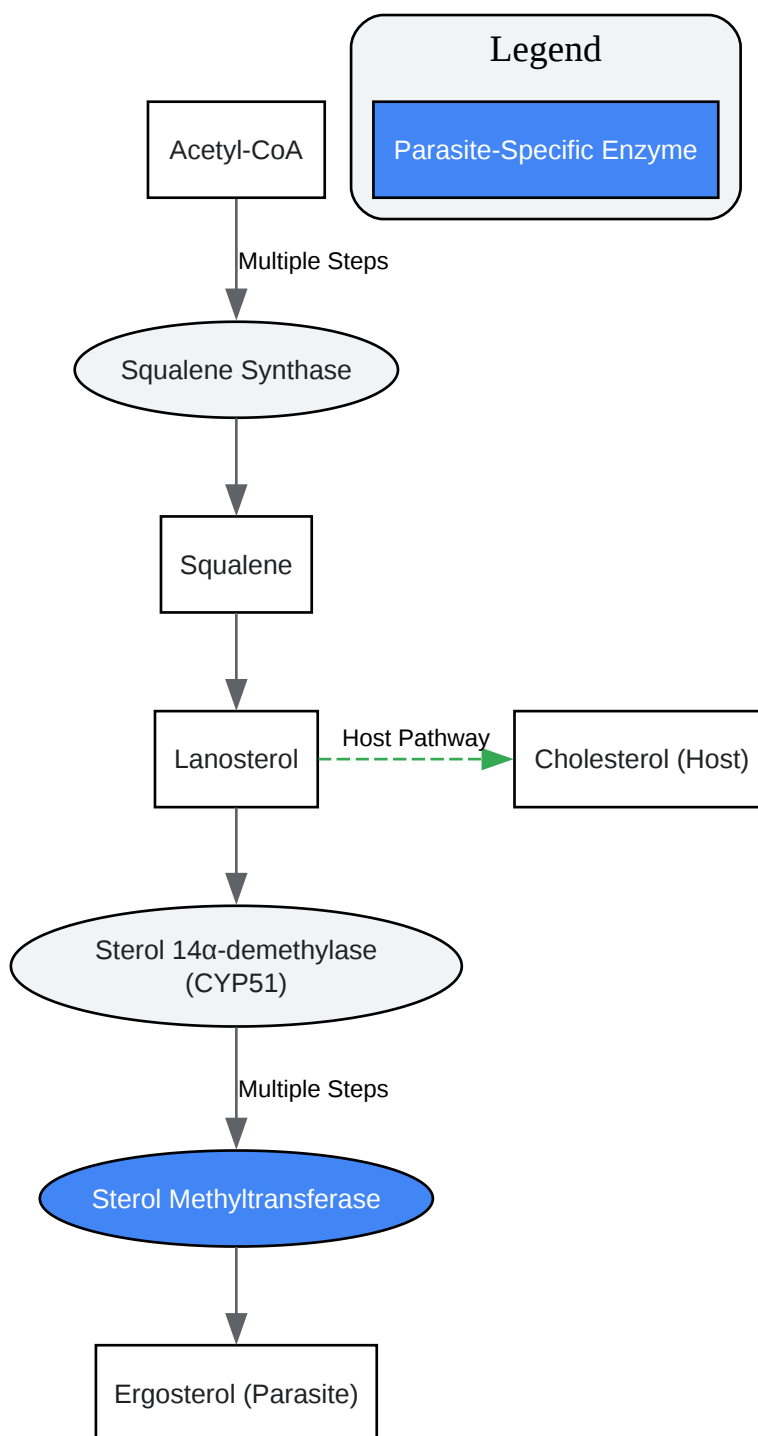 Legend
Acetyl-CoA
Parasite-Specific Enzyme
Multiple Steps
Squalene Synthase
Squalene
Lanosterol
Host Pathway
Cholesterol (Host)
Sterol 14α-demethylase
(CYP51)
Multiple Steps
Sterol Methyltransferase
Ergosterol (Parasite)